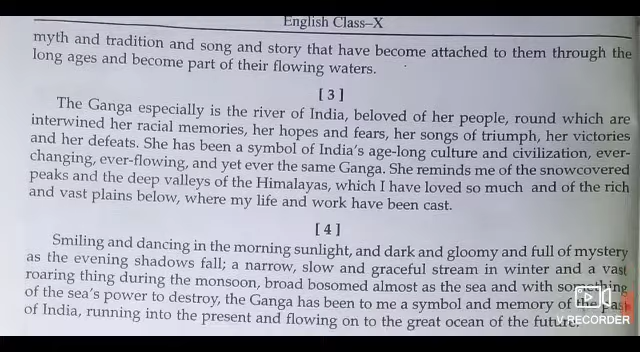 English Class–X
myth and tradition and song and story that have become attached to them through the
long ages and become part of their flowing waters.
[ 3 ]
The Ganga especially is the river of India, beloved of her people, round which are
interwined her racial memories, her hopes and fears, her songs of triumph, her victories
and her defeats. She has been a symbol of India's age-long culture and civilization, ever-
changing, ever-flowing, and yet ever the same Ganga. She reminds me of the snowcovered
peaks and the deep valleys of the Himalayas, which I have loved so much and of the rich
and vast plains below, where my life and work have been cast.
[ 4 ]
Smiling and dancing in the morning sunlight, and dark and gloomy and full of mystery
as the evening shadows fall; a narrow, slow and graceful stream in winter and a vast
roaring thing during the monsoon, broad bosomed almost as the sea and with something
of the sea's power to destroy, the Ganga has been to me a symbol and memory of the past
of India, running into the present and flowing on to the great ocean of the future.
V RECORDER